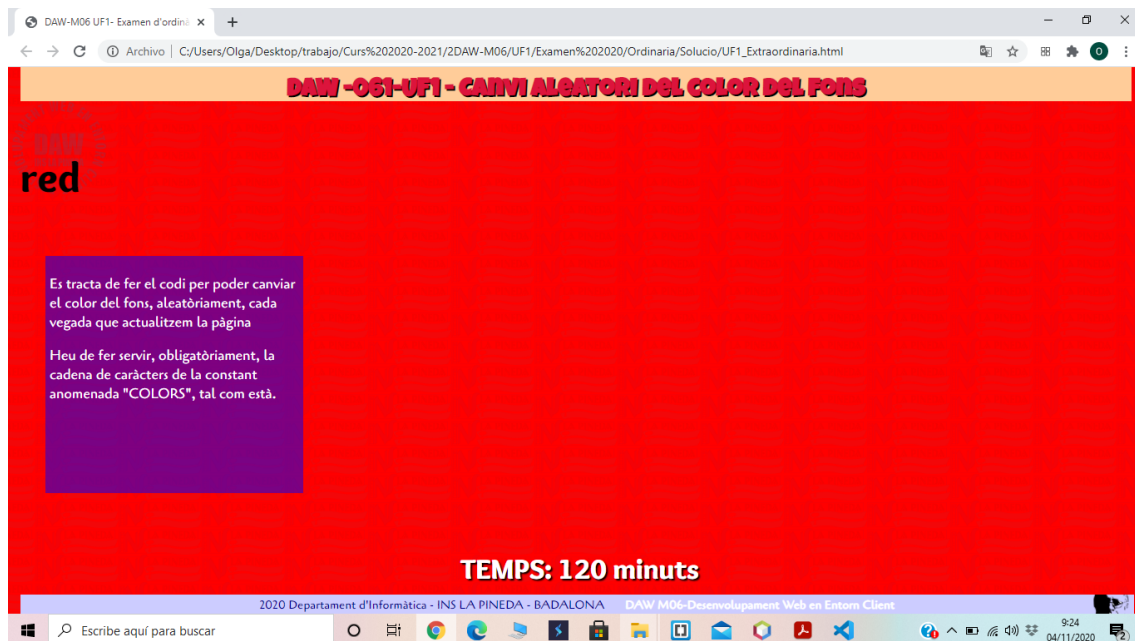 DAW-M06 UF1- Examen d'ordin
Archivo | C:/Users/Olga/Desktop/trabajo/Curs%202020-2021/2DAW-M06/UF1/Examen%202020/Ordinaria/Solucio/UF1_Extraordinaria.html
O
DAW -061-UF1 - CANVI ALEATORI DEL COLOR DEL FONS
DAW
red
Es tracta de fer el codi per poder canviar
el color del fons, aleatòriament, cada
vegada que actualitzem la pàgina
Heu de fer servir, obligatòriament, la
cadena de caràcters de la constant
anomenada "COLORS", tal com està.
TEMPS: 120 minuts
2020 Departament d'Informàtica - INS LA PINEDA - BADALONA DAW M06-Desenvolupament Web en Entorn Client
Escribe aquí para buscar
9:24
04/11/2020
2